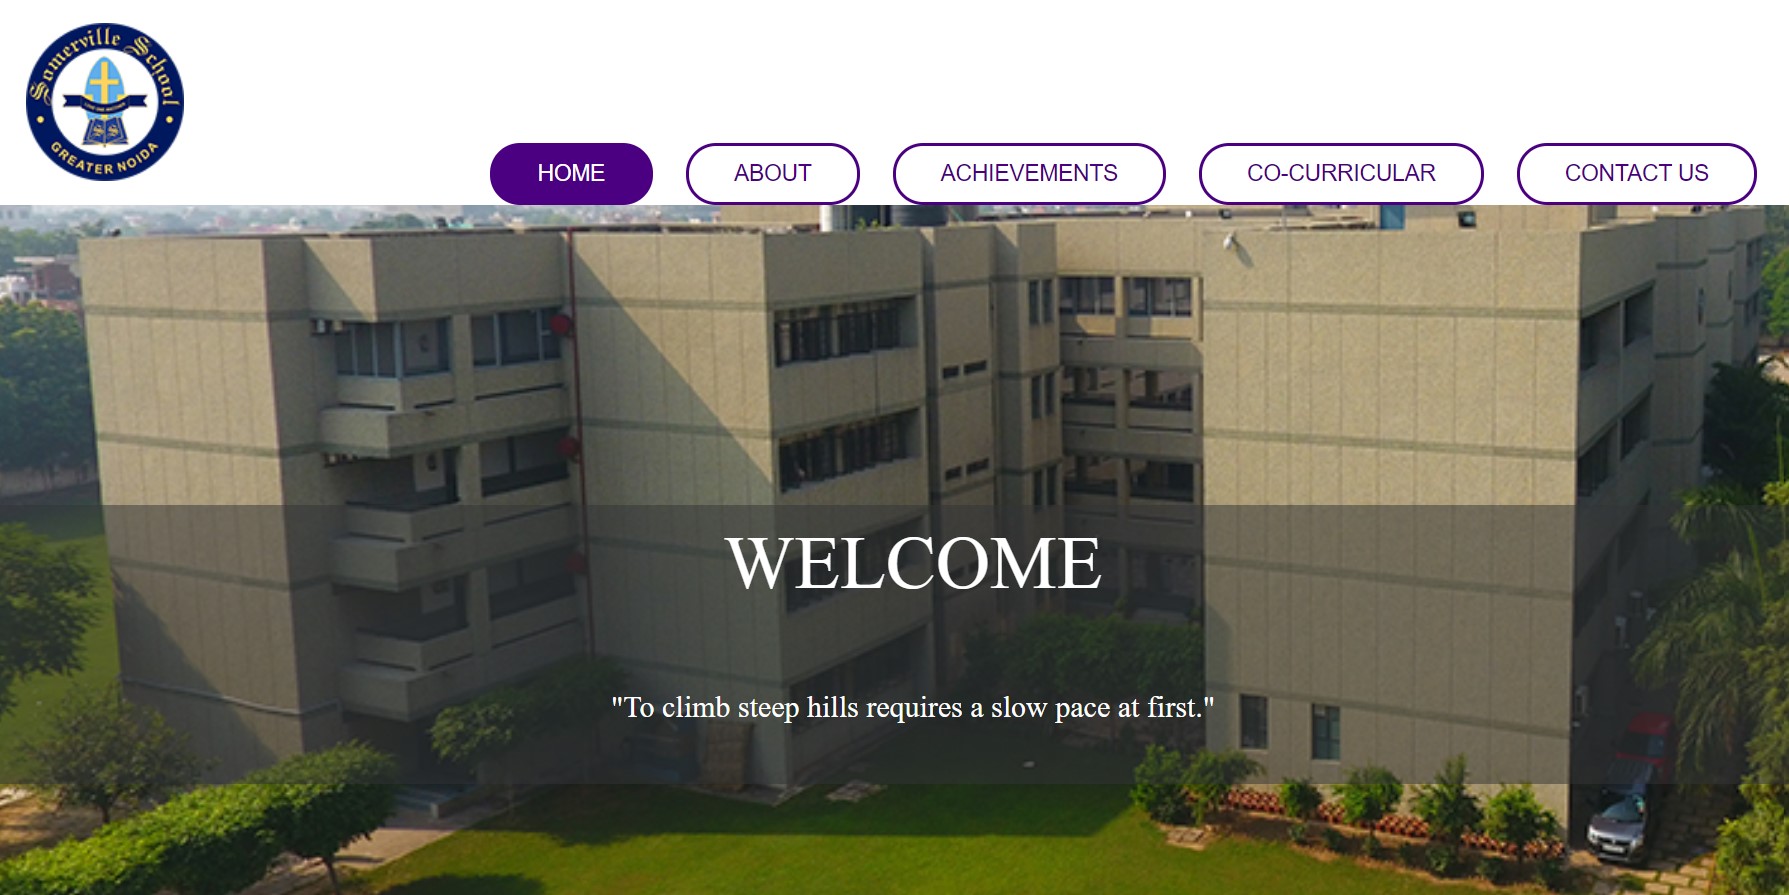 Somerville School
GREATER NOIDA
HOME
ABOUT
ACHIEVEMENTS
CO-CURRICULAR
CONTACT US
WELCOME
"To climb steep hills requires a slow pace at first."